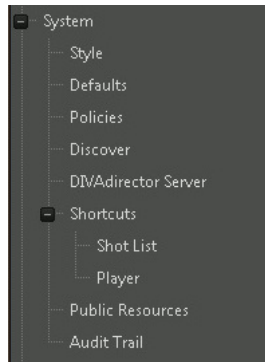 System
Style
Defaults
Policies
Discover
DIVAdirector Server
Shortcuts
Shot List
Player
Public Resources
Audit Trail